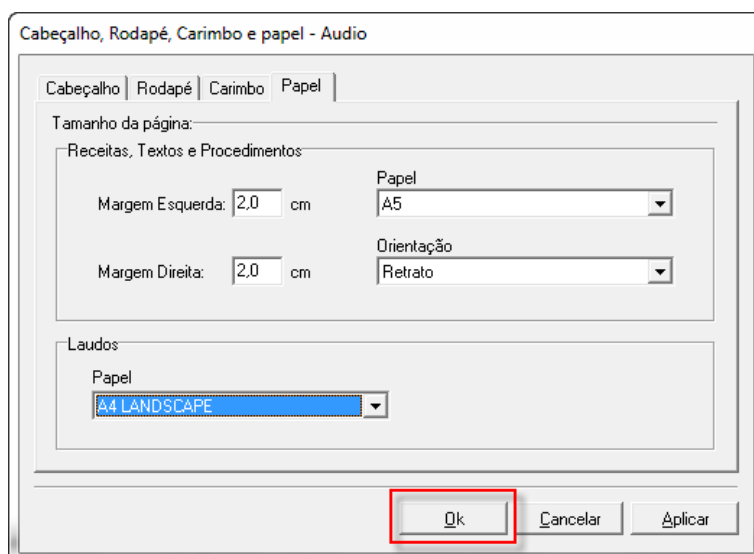 Cabeçalho, Rodapé, Carimbo e papel - Audio
Cabeçalho Rodapé Carimbo Papel
Tamanho da página:
Receitas, Textos e Procedimentos
Papel
Margem Esquerda: 2,0 cm A5
Orientação
Margem Direita: 2,0 cm Retrato
Laudos
Papel
A4 LANDSCAPE
Ok Cancelar Aplicar